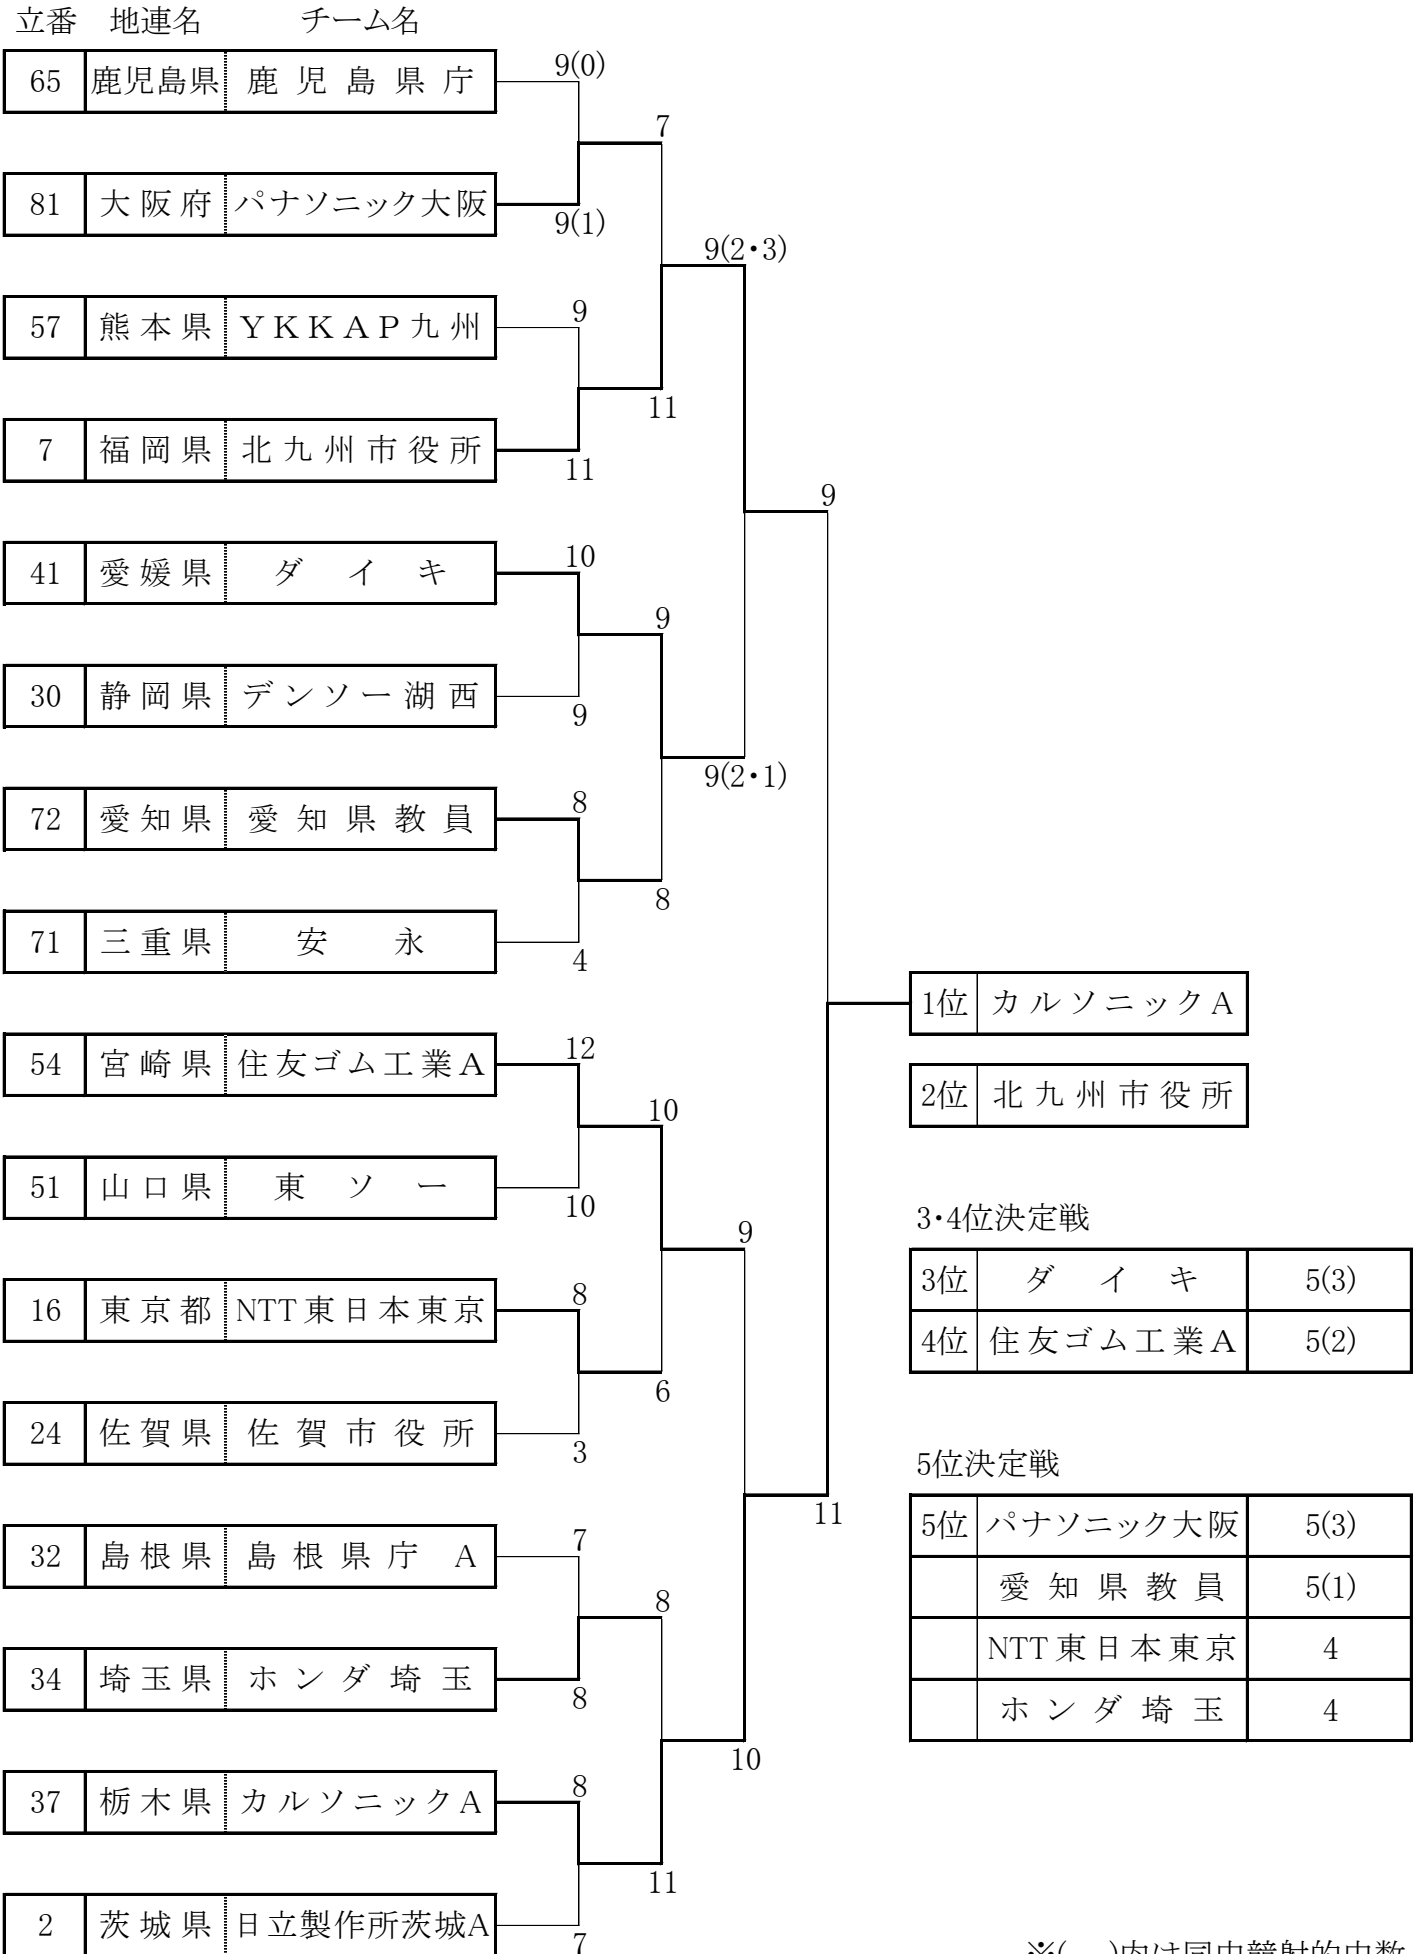 立番 地連名 チーム名
65 鹿児島県 鹿児島県庁
9(0)
7
81 大阪府 パナソニック大阪
9(1)
9(2・3)
57 熊本県 ＹＫＫＡＰ九州
9
11
7 福岡県 北九州市役所
11
9
41 愛媛県 ダイキ
10
9
30 静岡県 デンソー湖西
9
9(2・1)
72 愛知県 愛知県教員
8
8
71 三重県 安永
4
1位 カルソニックＡ
54 宮崎県 住友ゴム工業Ａ
12
2位 北九州市役所
10
51 山口県 東ソー
10
3・4位決定戦
9
16 東京都 NTT東日本東京
8
3位 ダイキ 5(3)
4位 住友ゴム工業Ａ 5(2)
6
24 佐賀県 佐賀市役所
3
5位決定戦
11
5位 パナソニック大阪 5(3)
32 島根県 島根県庁 Ａ
7
愛知県教員 5(1)
8
NTT東日本東京 4
34 埼玉県 ホンダ埼玉
8
ホンダ埼玉 4
10
37 栃木県 カルソニックＡ
8
11
2 茨城県 日立製作所茨城Ａ
7
※( )内は同中競射的中数